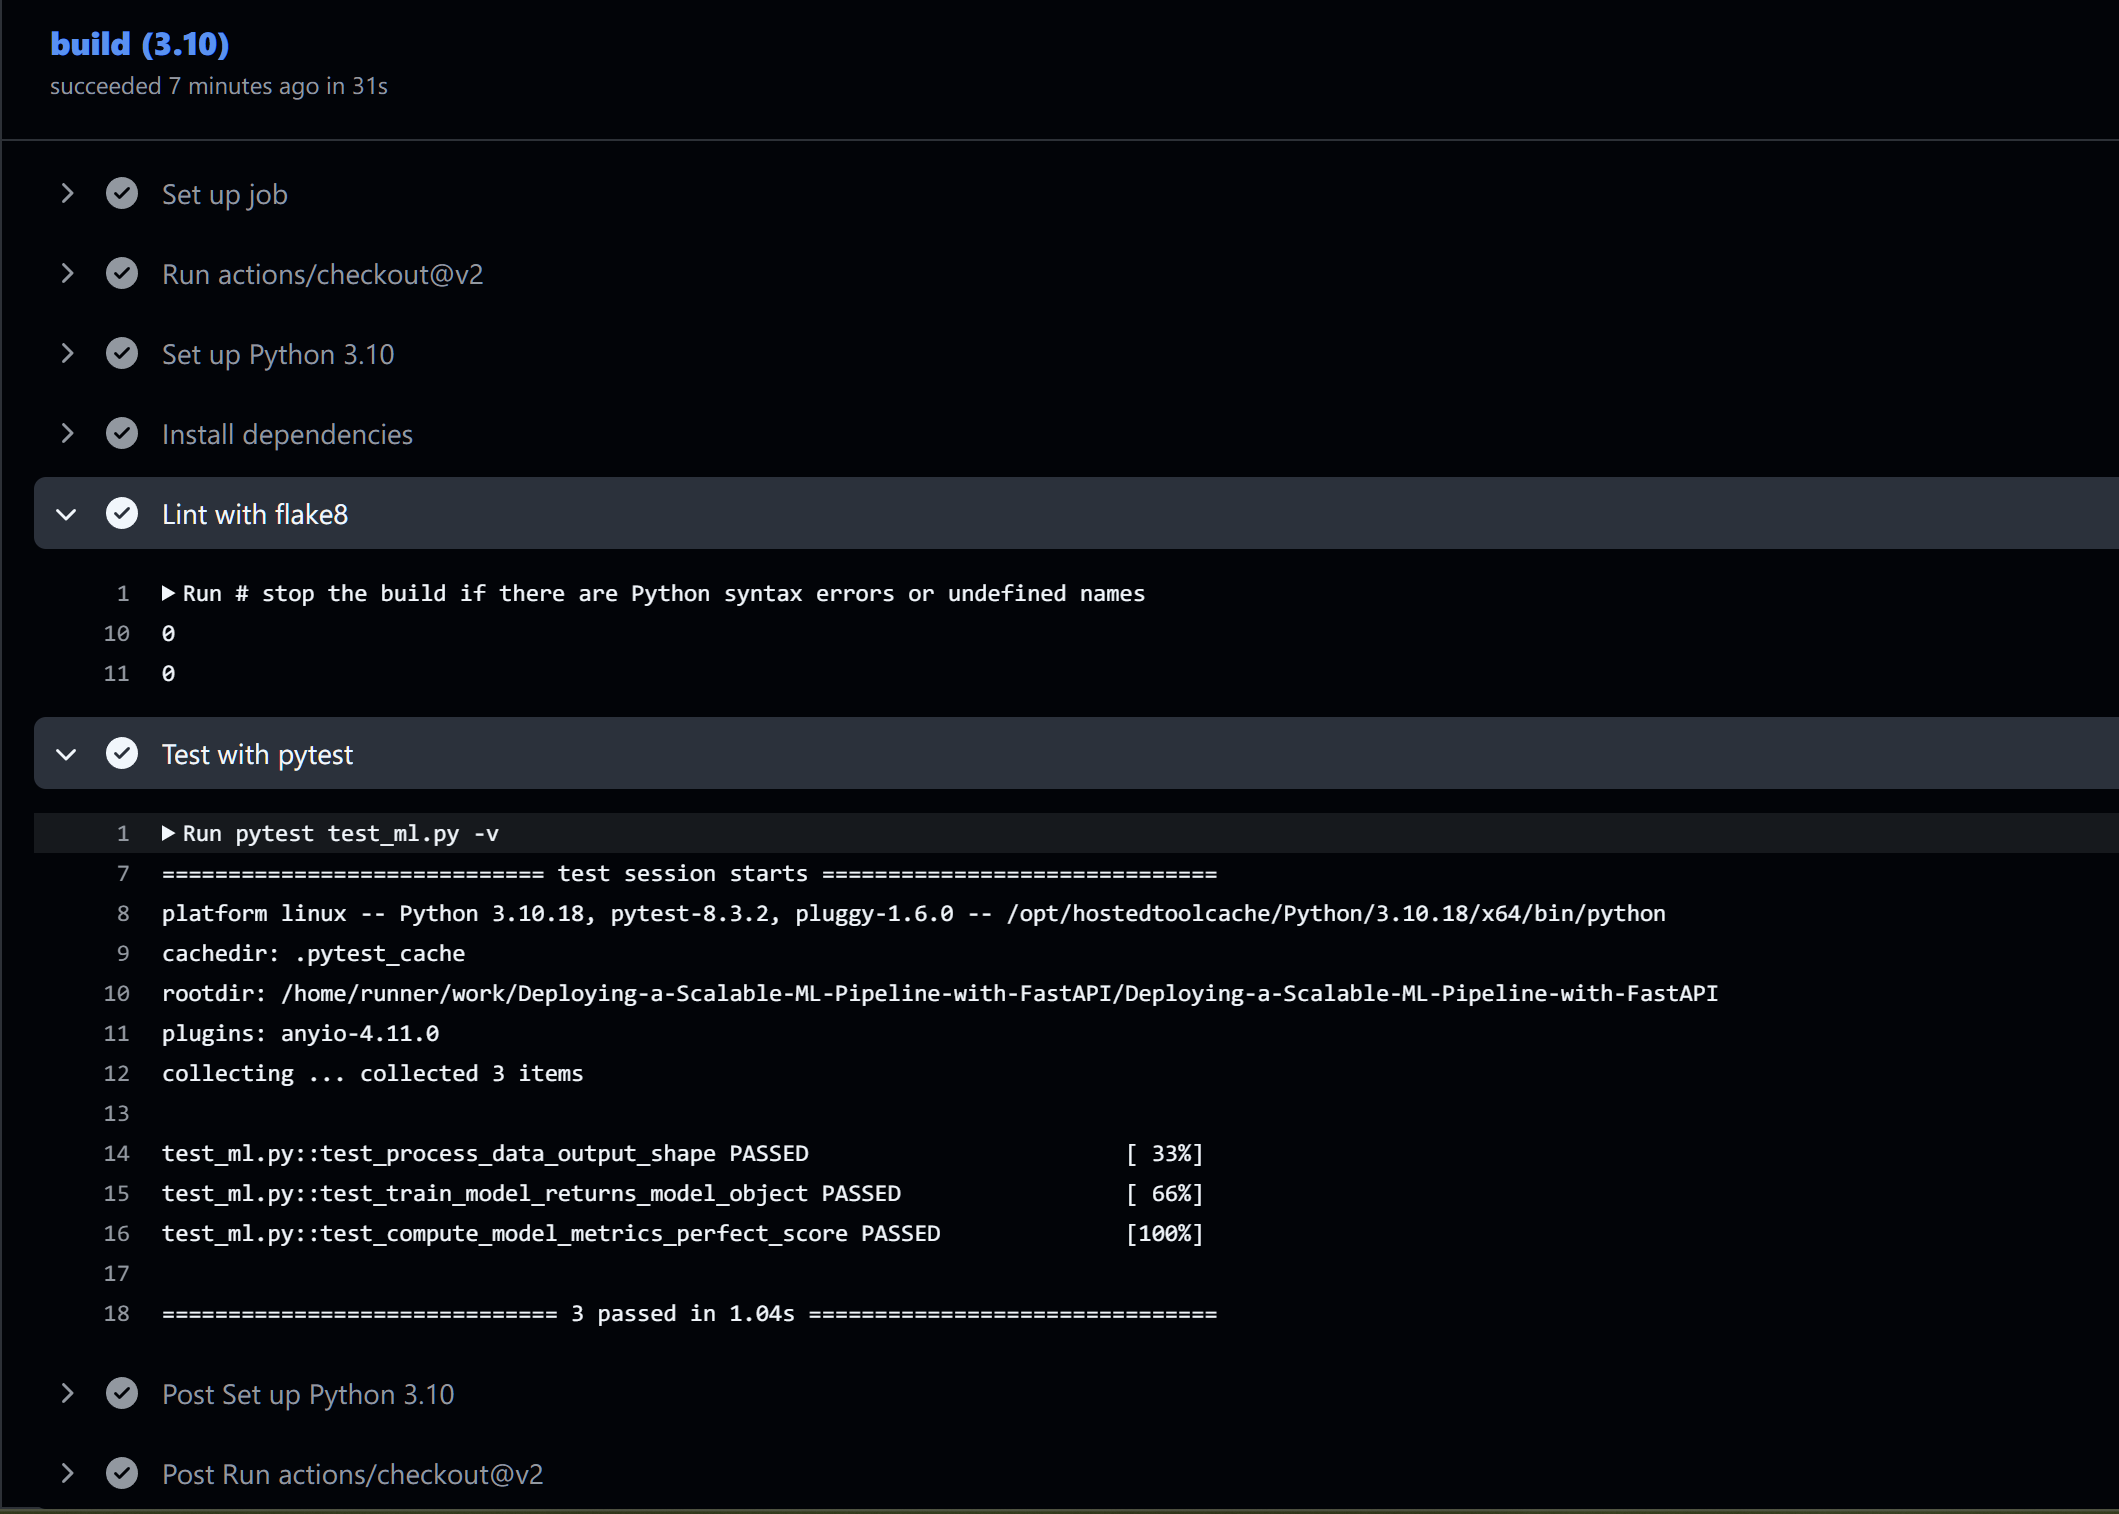 build (3.10)
succeeded 7 minutes ago in 31s
Set up job
Run actions/checkout@v2
Set up Python 3.10
Install dependencies
Lint with flake8
1 ▶ Run # stop the build if there are Python syntax errors or undefined names
10 0
11 0
Test with pytest
1 ▶ Run pytest test_ml.py -v
7 ============================= test session starts ==============================
8 platform linux -- Python 3.10.18, pytest-8.3.2, pluggy-1.6.0 -- /opt/hostedtoolcache/Python/3.10.18/x64/bin/python
9 cachedir: .pytest_cache
10 rootdir: /home/runner/work/Deploying-a-Scalable-ML-Pipeline-with-FastAPI/Deploying-a-Scalable-ML-Pipeline-with-FastAPI
11 plugins: anyio-4.11.0
12 collecting ... collected 3 items
13
14 test_ml.py::test_process_data_output_shape PASSED [ 33%]
15 test_ml.py::test_train_model_returns_model_object PASSED [ 66%]
16 test_ml.py::test_compute_model_metrics_perfect_score PASSED [100%]
17
18 ============================== 3 passed in 1.04s ===============================
Post Set up Python 3.10
Post Run actions/checkout@v2